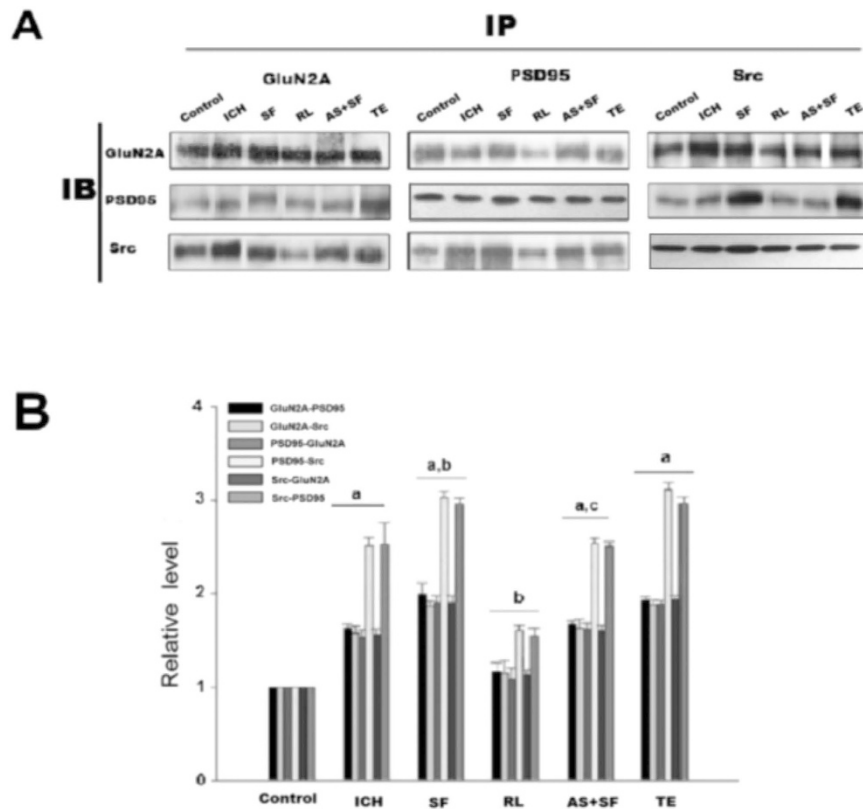 A
IP
GluN2A PSD95 Src
Control ICH SF RL AS+SF TE Control ICH SF RL AS+SF TE Control ICH SF RL AS+SF TE
IB
GluN2A
PSD95
Src
B
4
3
2
1
0
Relative level
GluN2A-PSD95
GluN2A-Src
PSD95-GluN2A
PSD95-Src
Src-GluN2A
Src-PSD95
a
a,b
b
a,c
a
Control ICH SF RL AS+SF TE